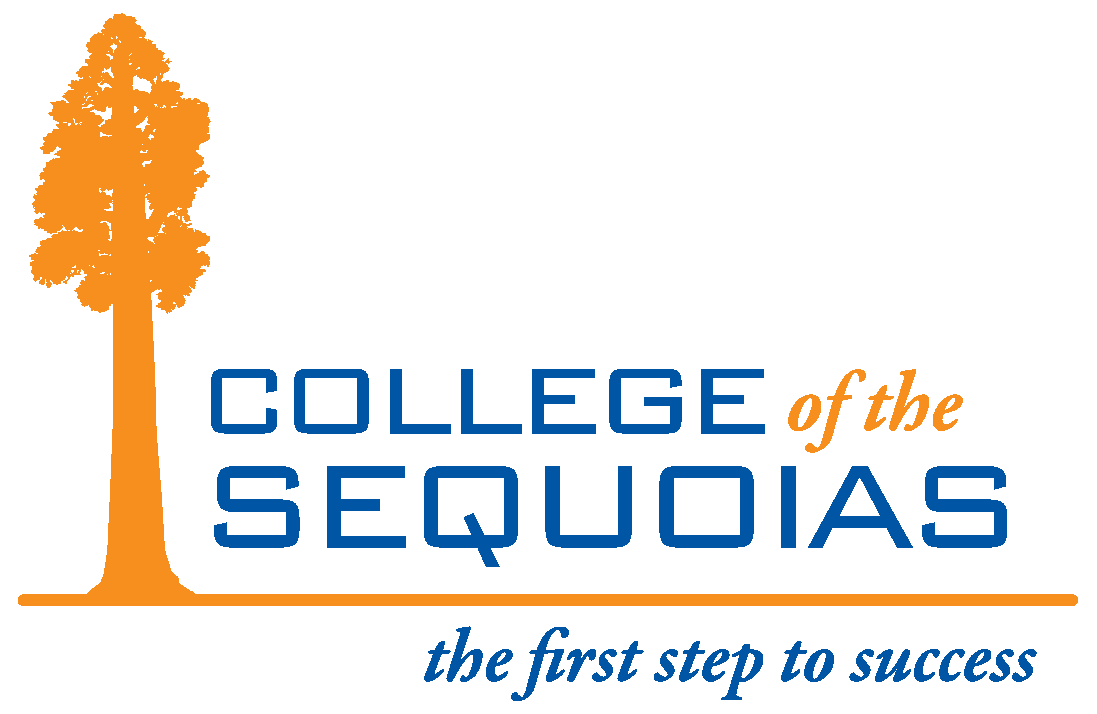 COLLEGE of the
SEQUOIAS
the first step to success